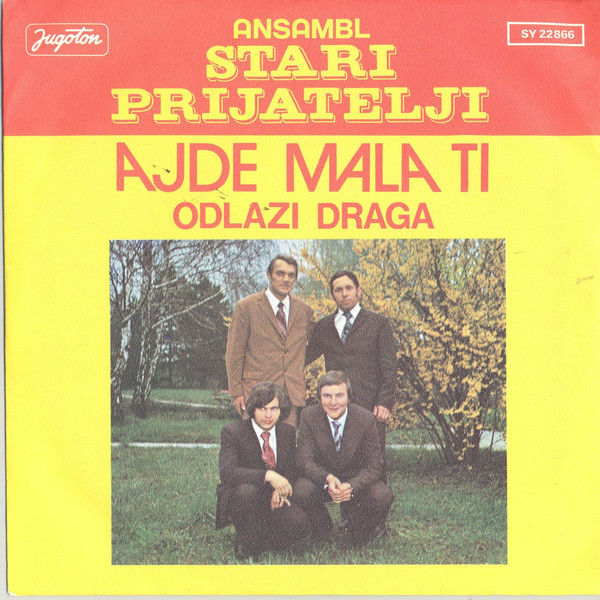 Jugoton
ANSAMBL
SY 22866
STARI
PRIJATELJI
AJDE MALA TI
ODLAZI DRAGA